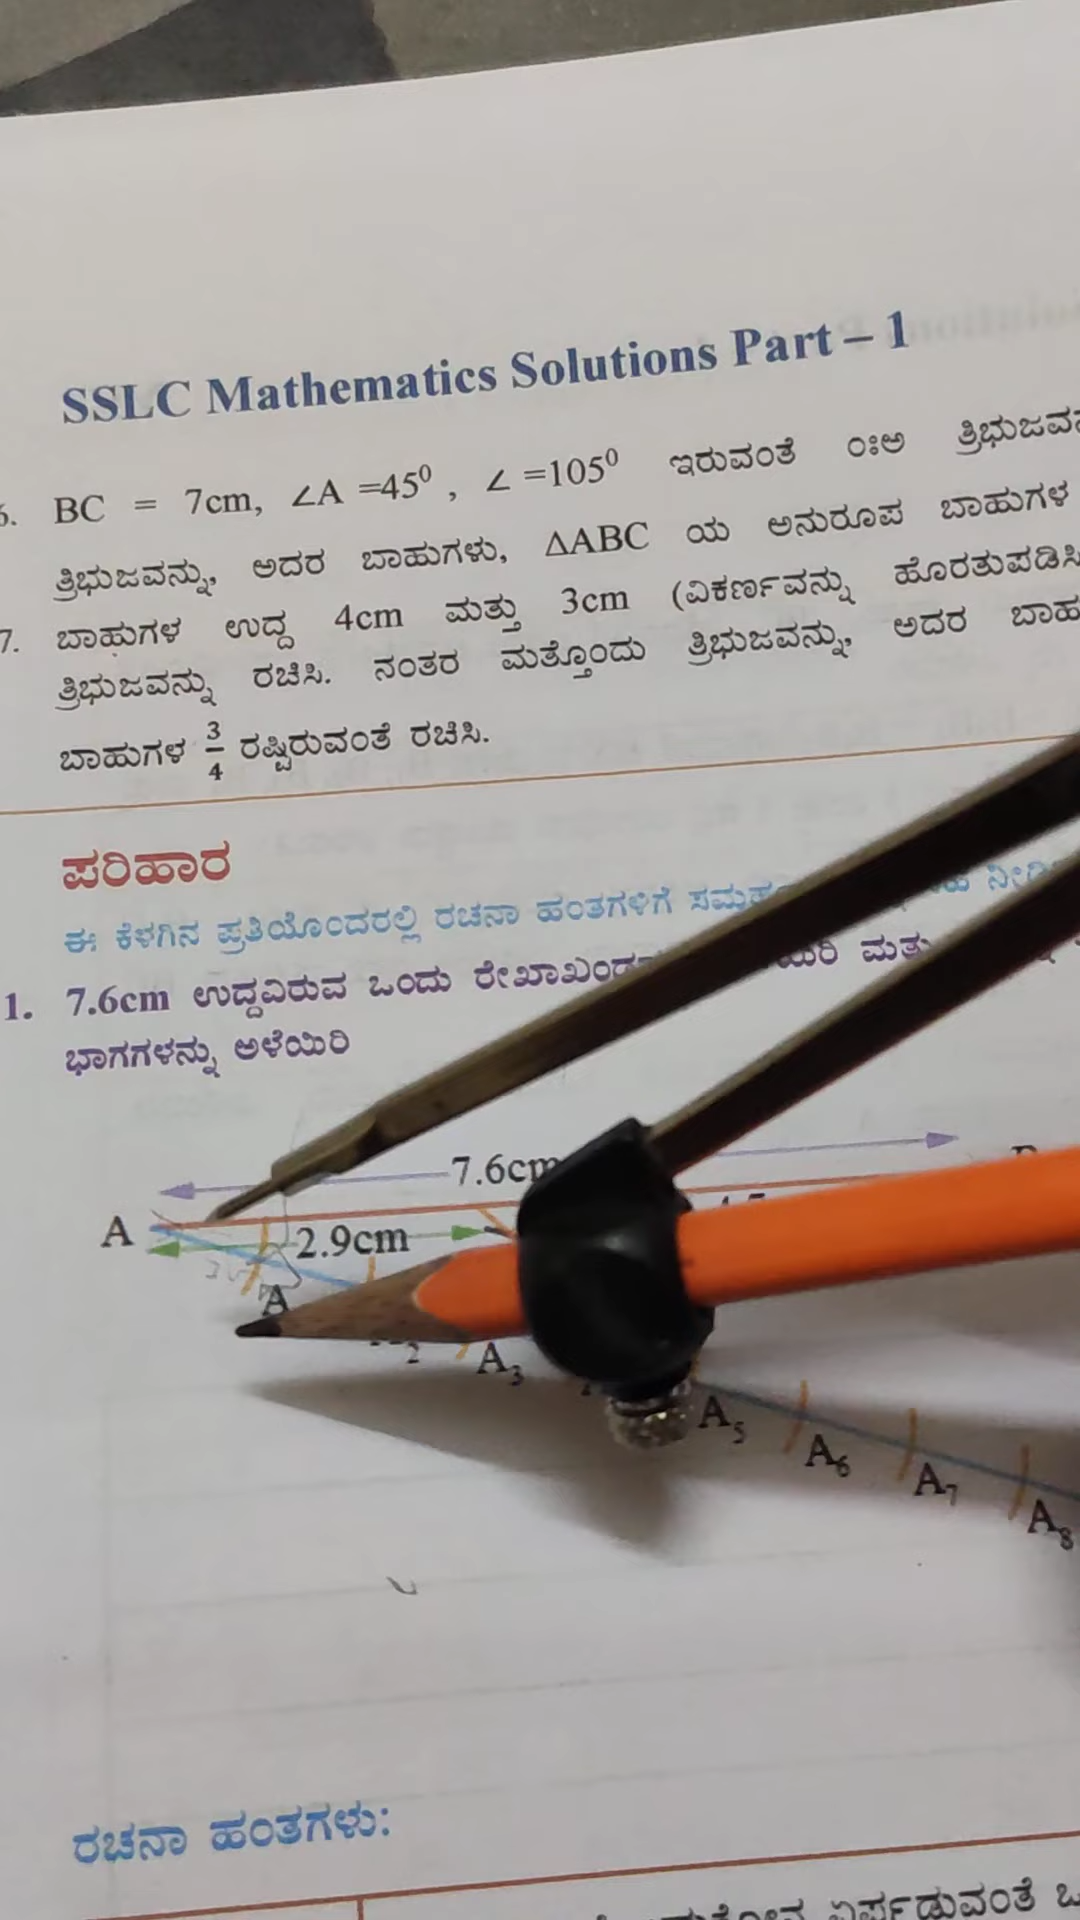 SSLC Mathematics Solutions Part – 1
6. BC = 7cm, ∠A =45⁰ , ∠ =105⁰ ಇರುವಂತೆ ೦ಃಅ
ತ್ರಿಭುಜವನ್ನು, ಅದರ ಬಾಹುಗಳು, ΔABC ಯ ಅನುರೂಪ ಬಾಹುಗಳ
7. ಬಾಹುಗಳ ಉದ್ದ 4cm ಮತ್ತು 3cm (ವಿಕರ್ಣವನ್ನು
ತ್ರಿಭುಜವನ್ನು ರಚಿಸಿ. ನಂತರ ಮತ್ತೊಂದು ತ್ರಿಭುಜವನ್ನು, ಅದರ
ಬಾಹುಗಳ 3/4 ರಷ್ಟಿರುವಂತೆ ರಚಿಸಿ.
ಪರಿಹಾರ
ಈ ಕೆಳಗಿನ ಪ್ರತಿಯೊಂದರಲ್ಲಿ ರಚನಾ ಹಂತಗಳಿಗೆ
1. 7.6cm ಉದ್ದವಿರುವ ಒಂದು
ಭಾಗಗಳನ್ನು ಅಳೆಯಿರಿ
7.6cm
A
2.9cm
A
A₃
A₅
A₆
A₇
A₈
ರಚನಾ ಹಂತಗಳು: